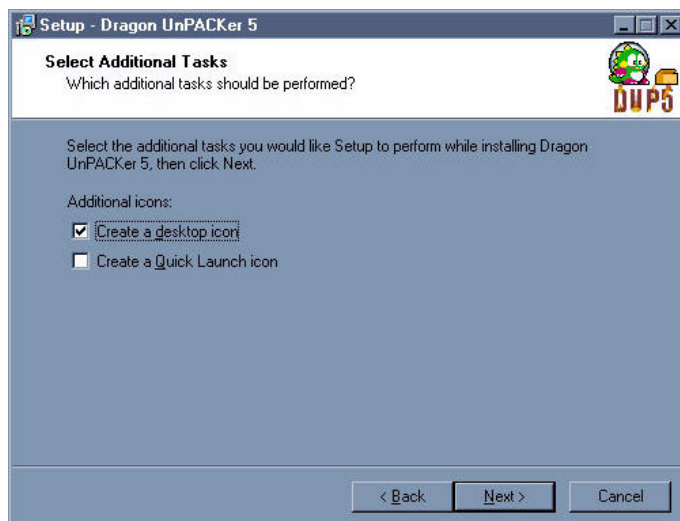 Setup - Dragon UnPACKer 5
Select Additional Tasks
Which additional tasks should be performed?
DUP5
Select the additional tasks you would like Setup to perform while installing Dragon
UnPACKer 5, then click Next.
Additional icons:
Create a desktop icon
Create a Quick Launch icon
< Back
Next >
Cancel